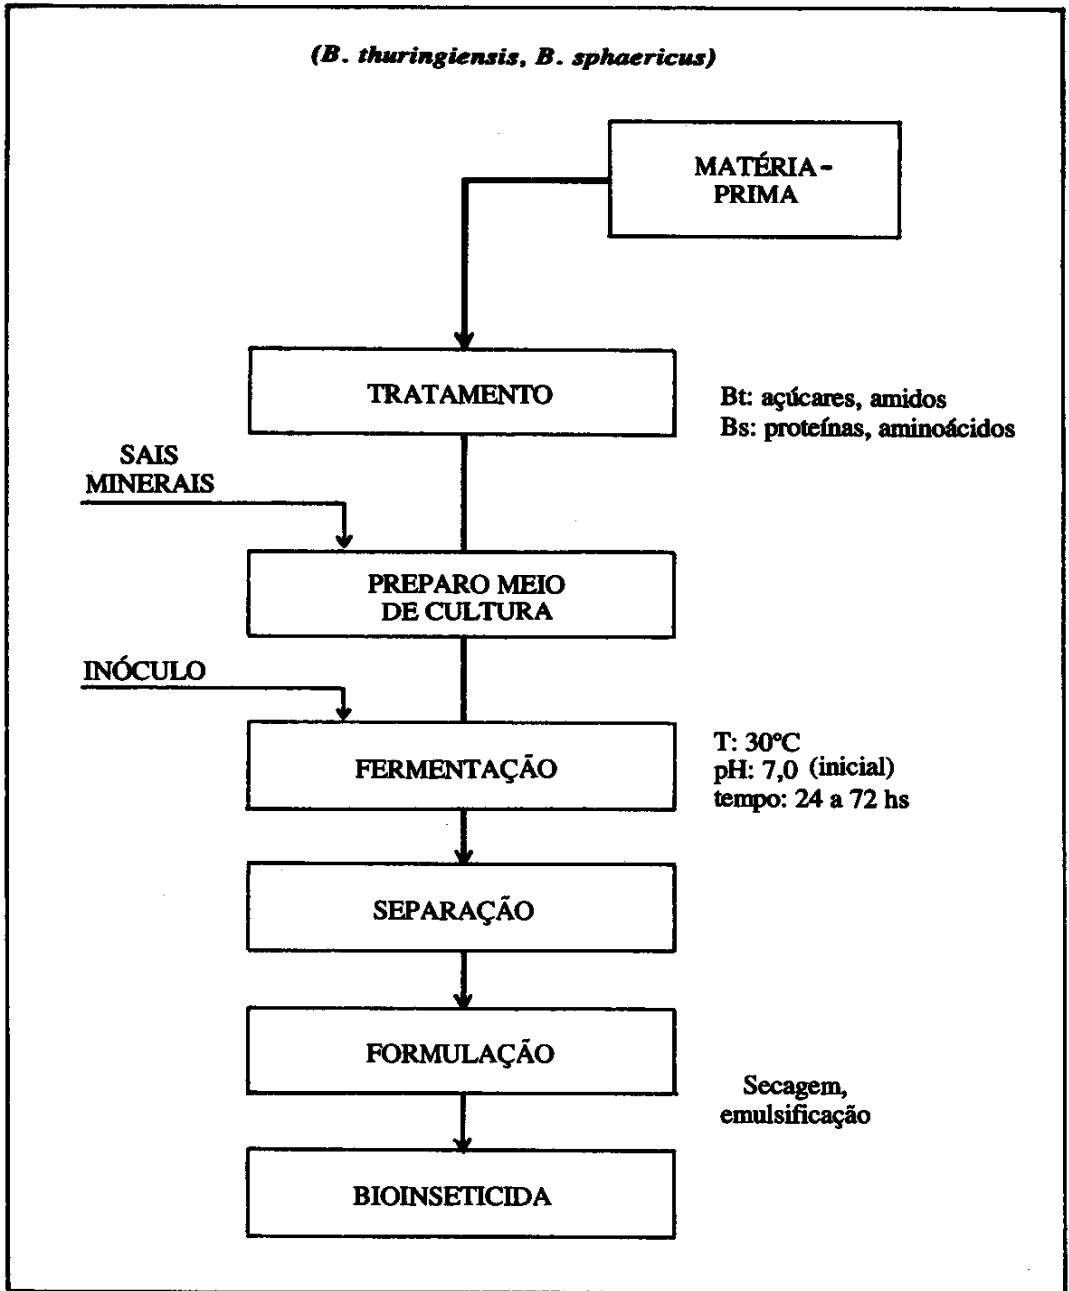 (B. thuringiensis, B. sphaericus)
MATÉRIA-
PRIMA
TRATAMENTO
Bt: açúcares, amidos
Bs: proteínas, aminoácidos
SAIS
MINERAIS
PREPARO MEIO
DE CULTURA
INÓCULO
FERMENTAÇÃO
T: 30°C
pH: 7,0 (inicial)
tempo: 24 a 72 hs
SEPARAÇÃO
FORMULAÇÃO
Secagem,
emulsificação
BIOINSETICIDA